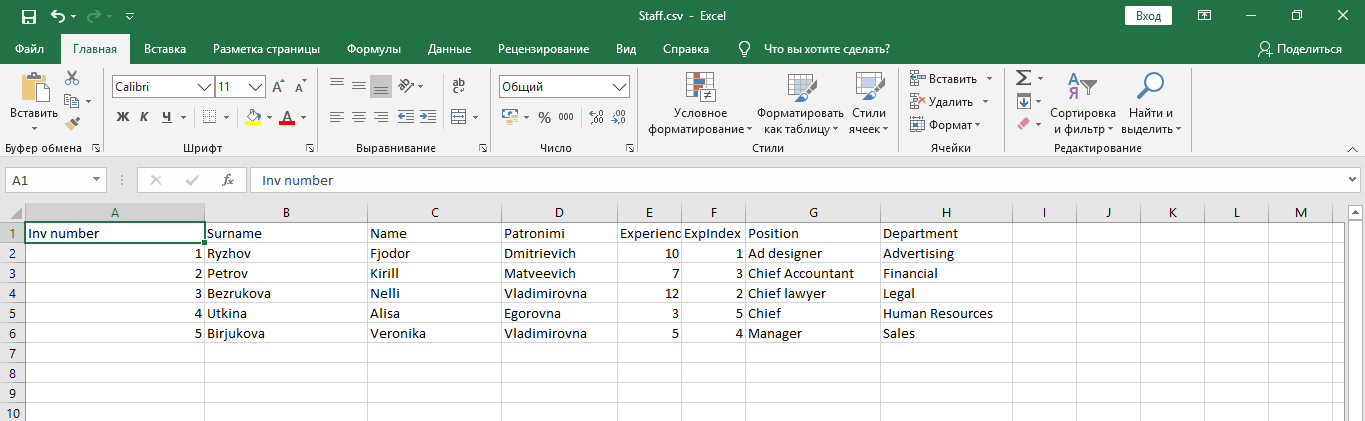 Staff.csv - Excel
Вход
Файл Главная Вставка Разметка страницы Формулы Данные Рецензирование Вид Справка Что вы хотите сделать? Поделиться
Вставить
Буфер обмена
Calibri 11
Ж К Ч
Шрифт
Выравнивание
Общий
% 000
Число
Условное форматирование
Форматировать как таблицу
Стили ячеек
Стили
Вставить
Удалить
Формат
Ячейки
Сортировка и фильтр
Найти и выделить
Редактирование
A1 fx Inv number
A B C D E F G H I J K L M
1 Inv number Surname Name Patronimi Experienc ExpIndex Position Department
2 1 Ryzhov Fjodor Dmitrievich 10 1 Ad designer Advertising
3 2 Petrov Kirill Matveevich 7 3 Chief Accountant Financial
4 3 Bezrukova Nelli Vladimirovna 12 2 Chief lawyer Legal
5 4 Utkina Alisa Egorovna 3 5 Chief Human Resources
6 5 Birjukova Veronika Vladimirovna 5 4 Manager Sales
7
8
9
10